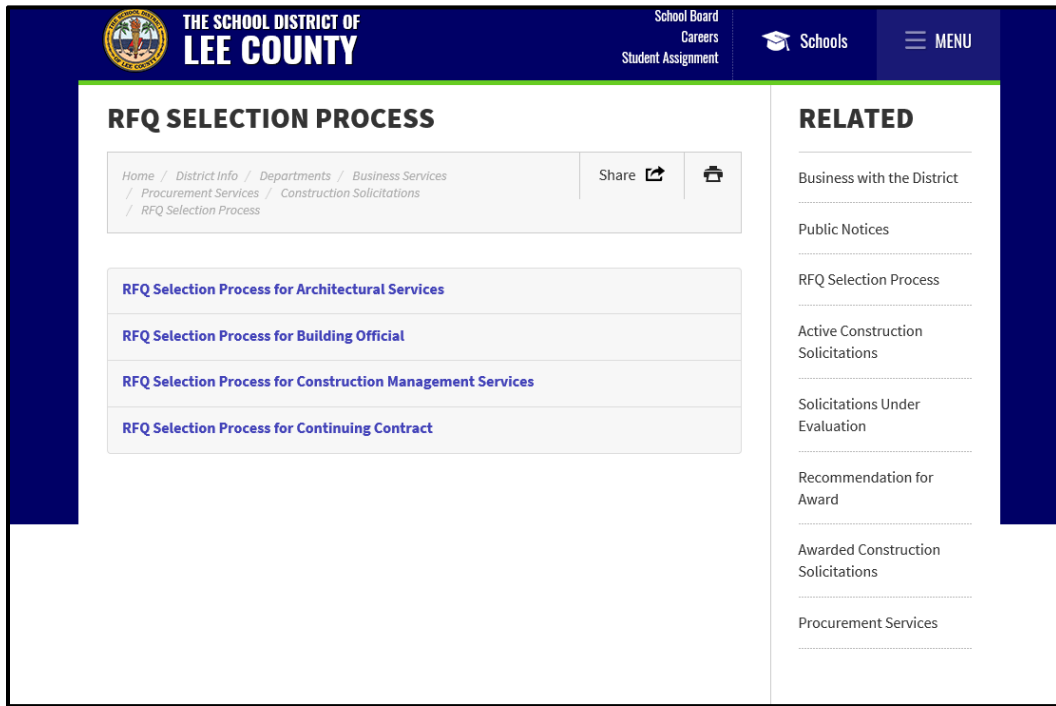 THE SCHOOL DISTRICT OF
LEE COUNTY
School Board
Careers
Student Assignment
Schools
MENU
RFQ SELECTION PROCESS
Home / District Info / Departments / Business Services
/ Procurement Services / Construction Solicitations
/ RFQ Selection Process
Share
RFQ Selection Process for Architectural Services
RFQ Selection Process for Building Official
RFQ Selection Process for Construction Management Services
RFQ Selection Process for Continuing Contract
RELATED
Business with the District
Public Notices
RFQ Selection Process
Active Construction
Solicitations
Solicitations Under
Evaluation
Recommendation for
Award
Awarded Construction
Solicitations
Procurement Services